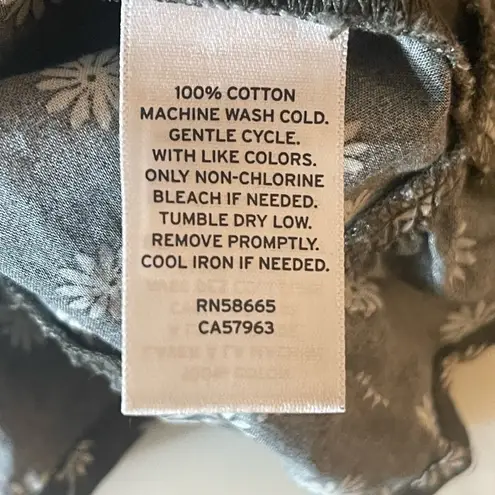 100% COTTON
MACHINE WASH COLD.
GENTLE CYCLE.
WITH LIKE COLORS.
ONLY NON-CHLORINE
BLEACH IF NEEDED.
TUMBLE DRY LOW.
REMOVE PROMPTLY.
COOL IRON IF NEEDED.
RN58665
CA57963